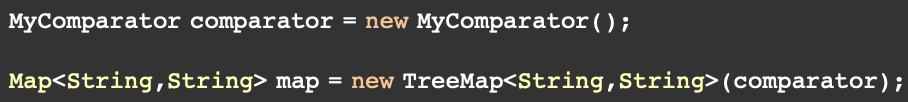 MyComparator comparator = new MyComparator();
Map<String,String> map = new TreeMap<String,String>(comparator);